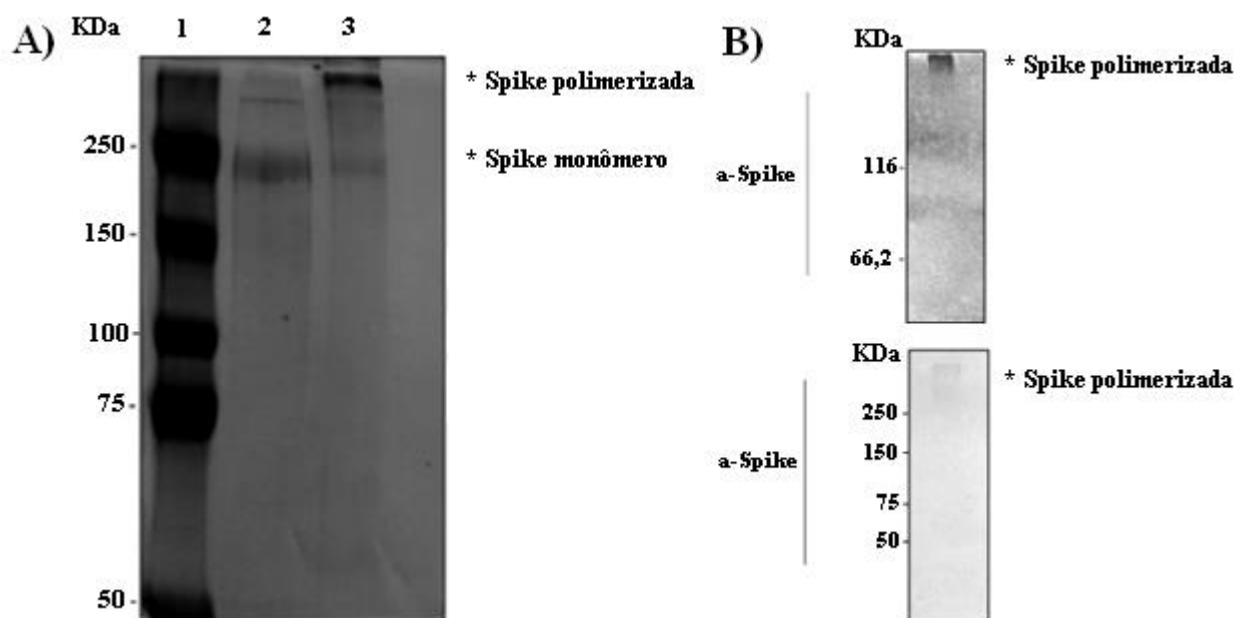 A)
KDa 1 2 3
* Spike polimerizada
250
* Spike monômero
150
100
75
50
B)
KDa
* Spike polimerizada
a-Spike
116
66,2
KDa
* Spike polimerizada
250
150
a-Spike
75
50